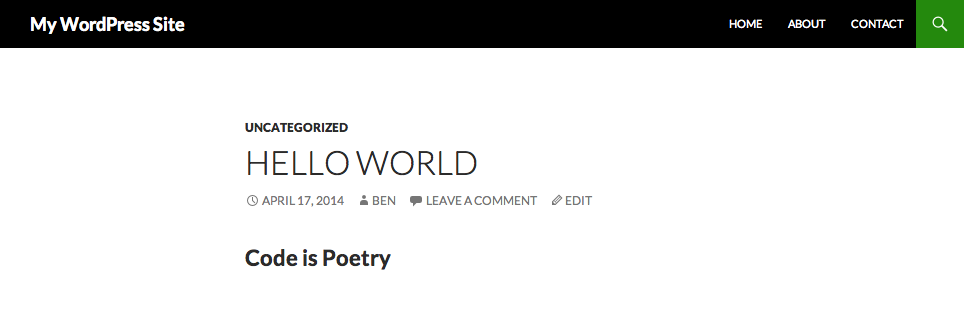 My WordPress Site HOME ABOUT CONTACT
UNCATEGORIZED
HELLO WORLD
APRIL 17, 2014 BEN LEAVE A COMMENT EDIT
Code is Poetry